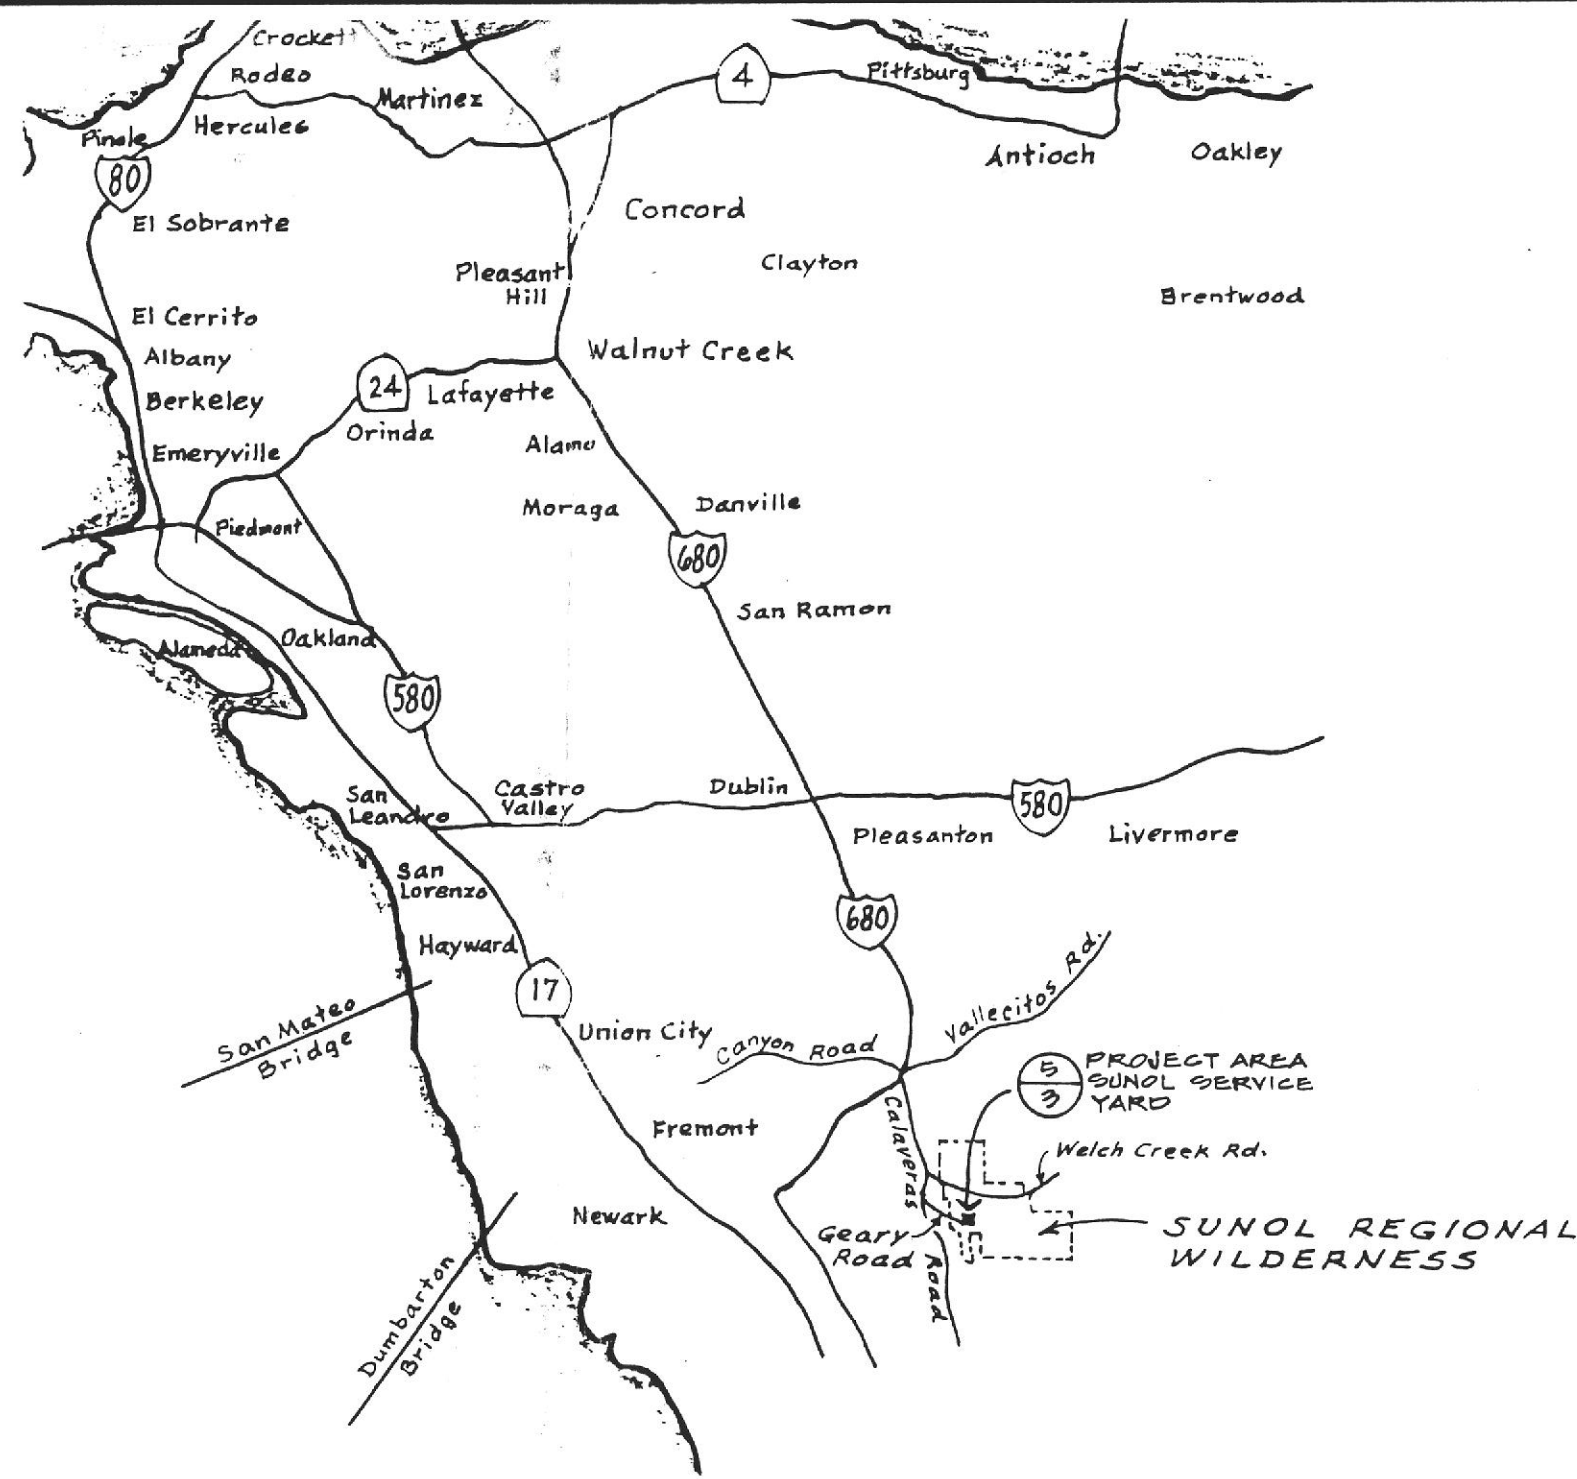 Crockett
Rodeo
Martinez
4
Pittsburg
Hercules
Pinole
80
Antioch
Oakley
El Sobrante
Concord
Clayton
Pleasant
Hill
Brentwood
El Cerrito
Albany
Walnut Creek
24
Lafayette
Berkeley
Orinda
Alamo
Emeryville
Moraga
Danville
Piedmont
680
San Ramon
Oakland
Alameda
580
Castro
Valley
Dublin
San
Leandro
580
Pleasanton
Livermore
San
Lorenzo
680
Hayward
17
San Mateo
Bridge
Union City
Canyon Road
Vallecitos Rd.
5
3
PROJECT AREA
SUNOL SERVICE
YARD
Calaveras
Road
Fremont
Welch Creek Rd.
Newark
Geary
Road
SUNOL REGIONAL
WILDERNESS
Dumbarton
Bridge